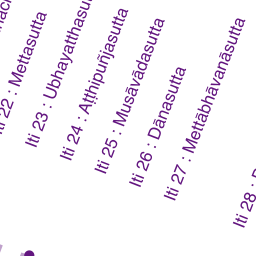 Iti 22 : Mettasutta
Iti 23 : Ubhayatthasu
Iti 24 : Aṭṭhipuñjasutta
Iti 25 : Musāvādasutta
Iti 26 : Dānasutta
Iti 27 : Mettābhāvanāsutta
Iti 28 :